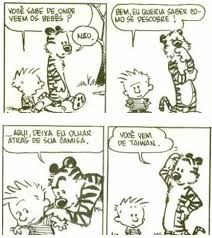 VOCÊ SABE DE ONDE
VEEM OS BEBÊS?
NÃO.
BEM, EU QUERIA SABER CO-
MO SE DESCOBRE!
AQUI, DEIXA EU OLHAR
ATRÁS DE SUA CAMISA.
VOCÊ VEM
DE TAIWAN.